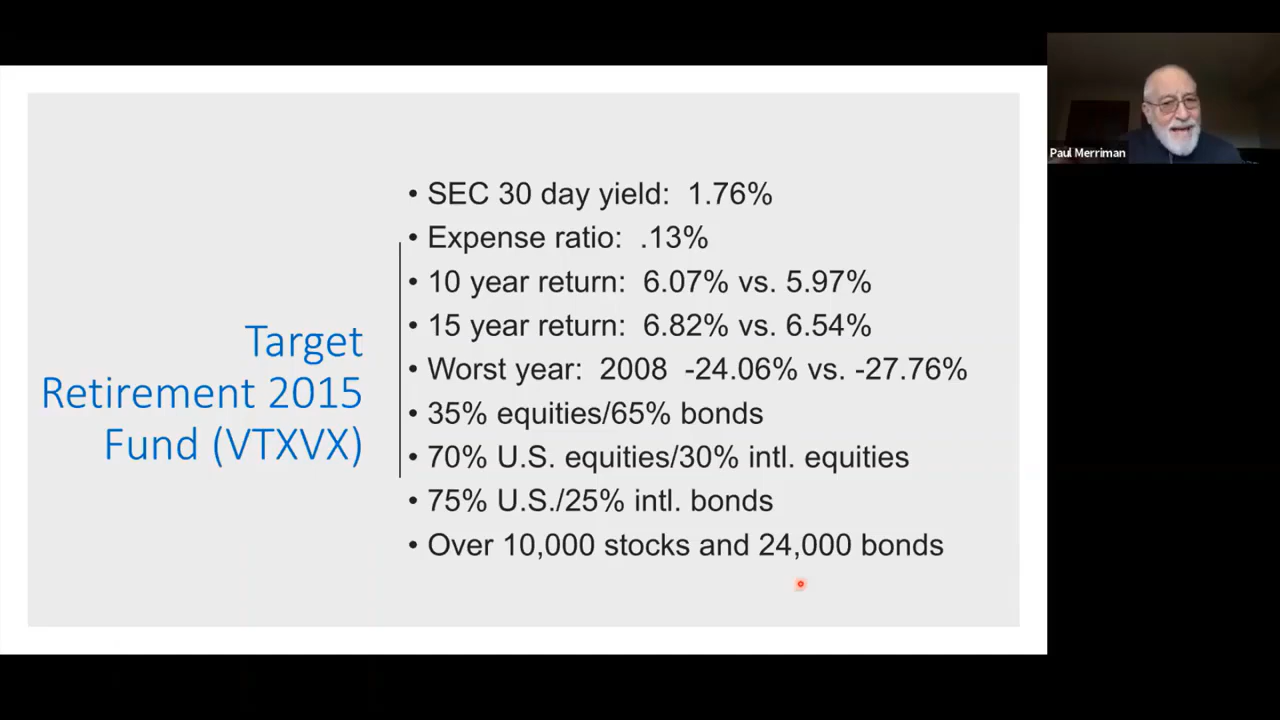 Target
Retirement 2015
Fund (VTXVX)
• SEC 30 day yield: 1.76%
• Expense ratio: .13%
• 10 year return: 6.07% vs. 5.97%
• 15 year return: 6.82% vs. 6.54%
• Worst year: 2008 -24.06% vs. -27.76%
• 35% equities/65% bonds
• 70% U.S. equities/30% intl. equities
• 75% U.S./25% intl. bonds
• Over 10,000 stocks and 24,000 bonds
Paul Merriman